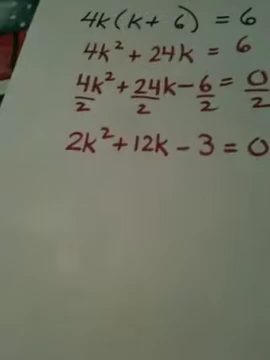 4k(k + 6) = 6
4k² + 24k = 6
4k²/2 + 24k/2 - 6/2 = 0/2
2k² + 12k - 3 = 0